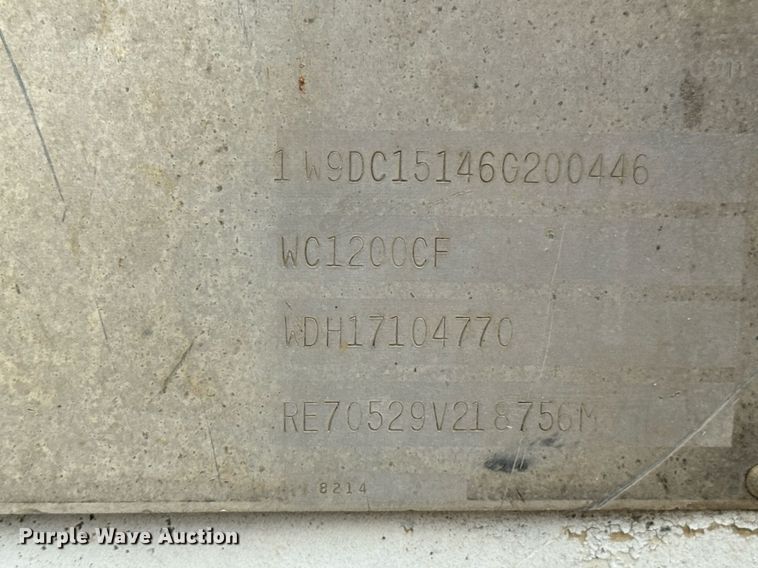 1W9DC15146G200446
WC1200CF
WDH17104770
RE70529V218756M
8214
Purple Wave Auction